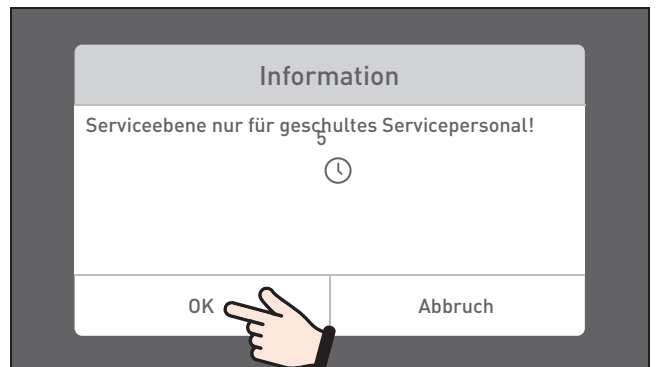 Information
Serviceebene nur für geschultes Servicepersonal!
5
OK
Abbruch